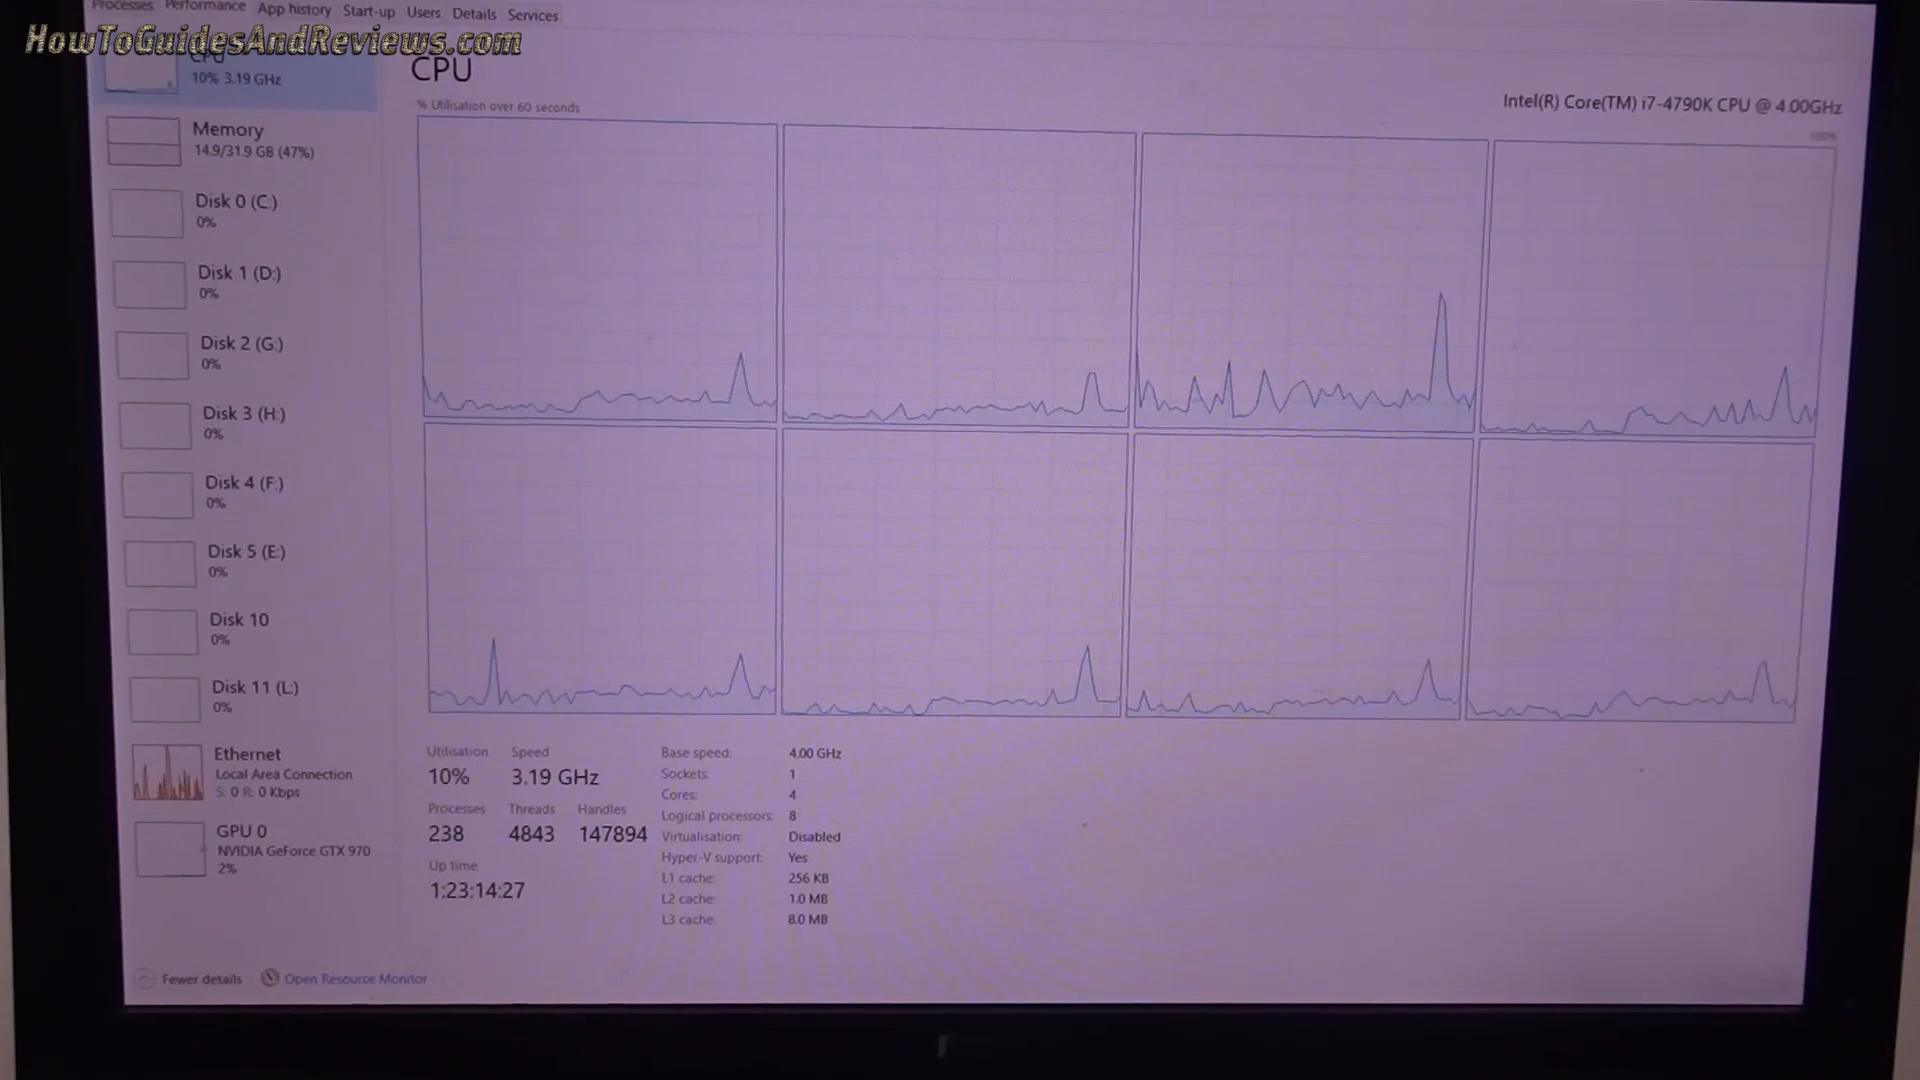 Processes Performance App history Start-up Users Details Services
HowToGuidesAndReviews.com
CPU
10% 3.19 GHz
Memory
14.9/31.9 GB (47%)
Disk 0 (C:)
0%
Disk 1 (D:)
0%
Disk 2 (G:)
0%
Disk 3 (H:)
0%
Disk 4 (F:)
0%
Disk 5 (E:)
0%
Disk 10
0%
Disk 11 (L:)
0%
Ethernet
Local Area Connection
S: 0 R: 0 Kbps
GPU 0
NVIDIA GeForce GTX 970
2%
CPU
Intel(R) Core(TM) i7-4790K CPU @ 4.00GHz
% Utilisation over 60 seconds
100%
Utilisation Speed
10% 3.19 GHz
Processes Threads Handles
238 4843 147894
Up time
1:23:14:27
Base speed: 4.00 GHz
Sockets: 1
Cores: 4
Logical processors: 8
Virtualisation: Disabled
Hyper-V support: Yes
L1 cache: 256 KB
L2 cache: 1.0 MB
L3 cache: 8.0 MB
Fewer details Open Resource Monitor